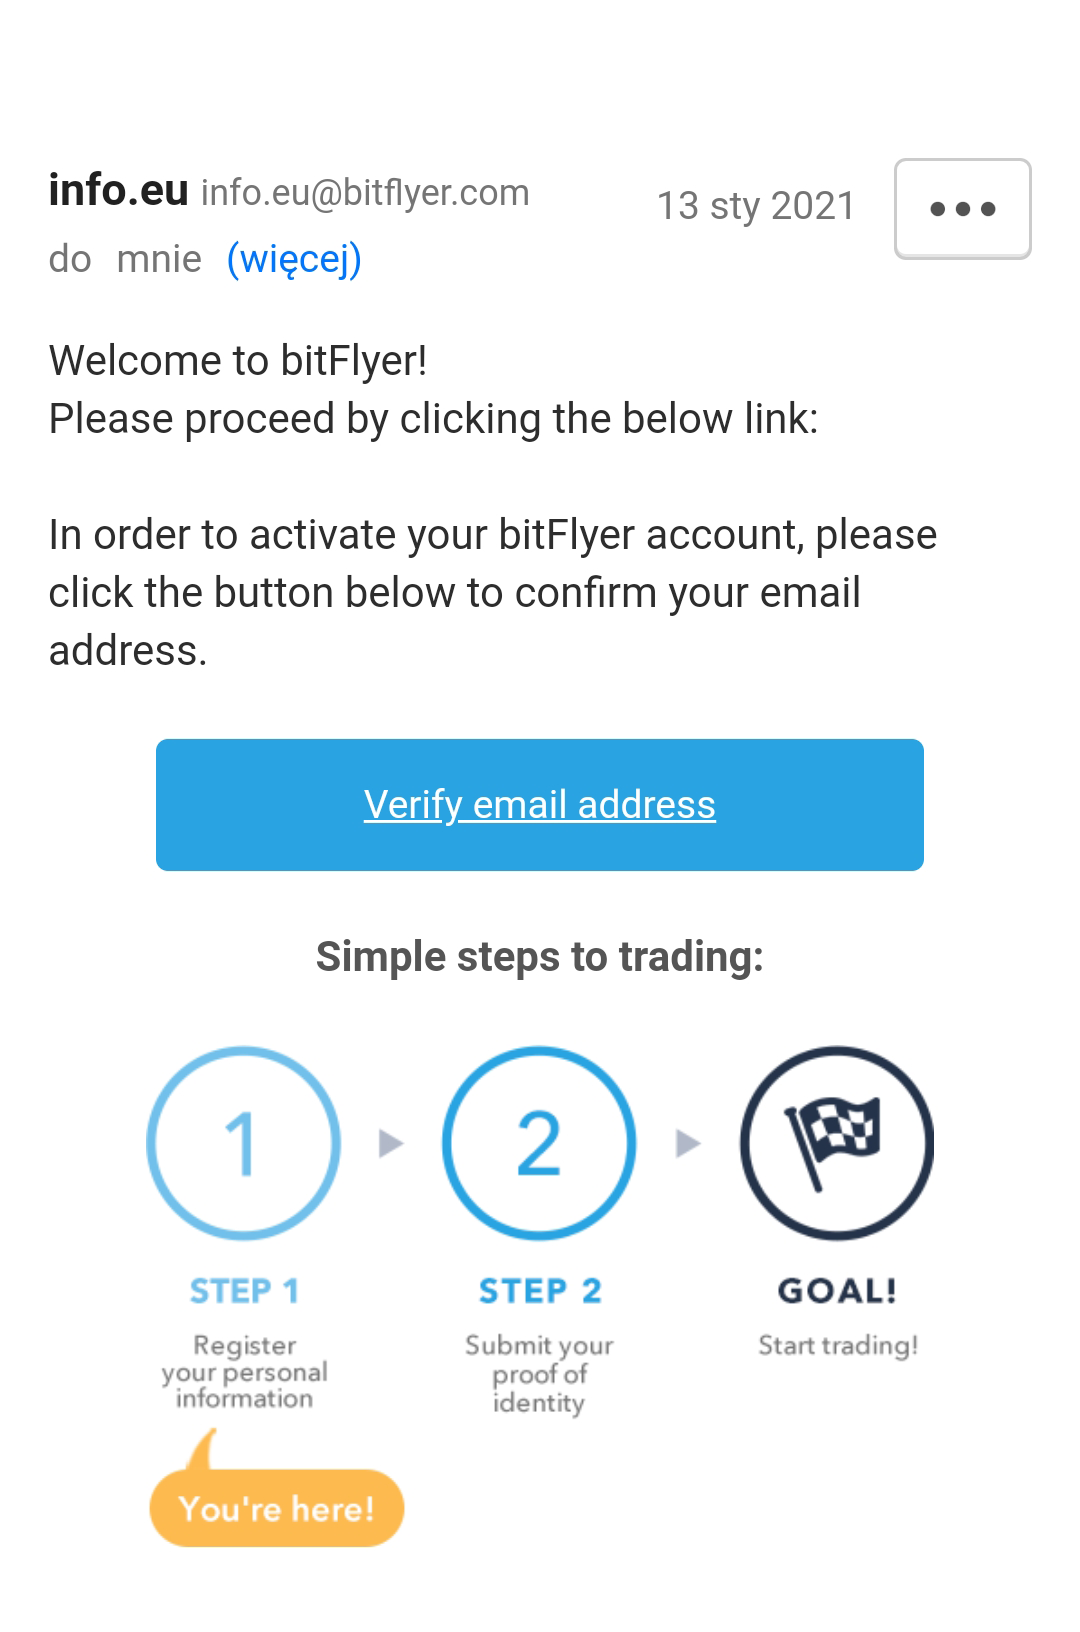 info.eu info.eu@bitflyer.com 13 sty 2021
do mnie (więcej)
Welcome to bitFlyer!
Please proceed by clicking the below link:
In order to activate your bitFlyer account, please
click the button below to confirm your email
address.
Verify email address
Simple steps to trading:
1 2
STEP 1 STEP 2 GOAL!
Register Submit your Start trading!
your personal proof of
information identity
You're here!